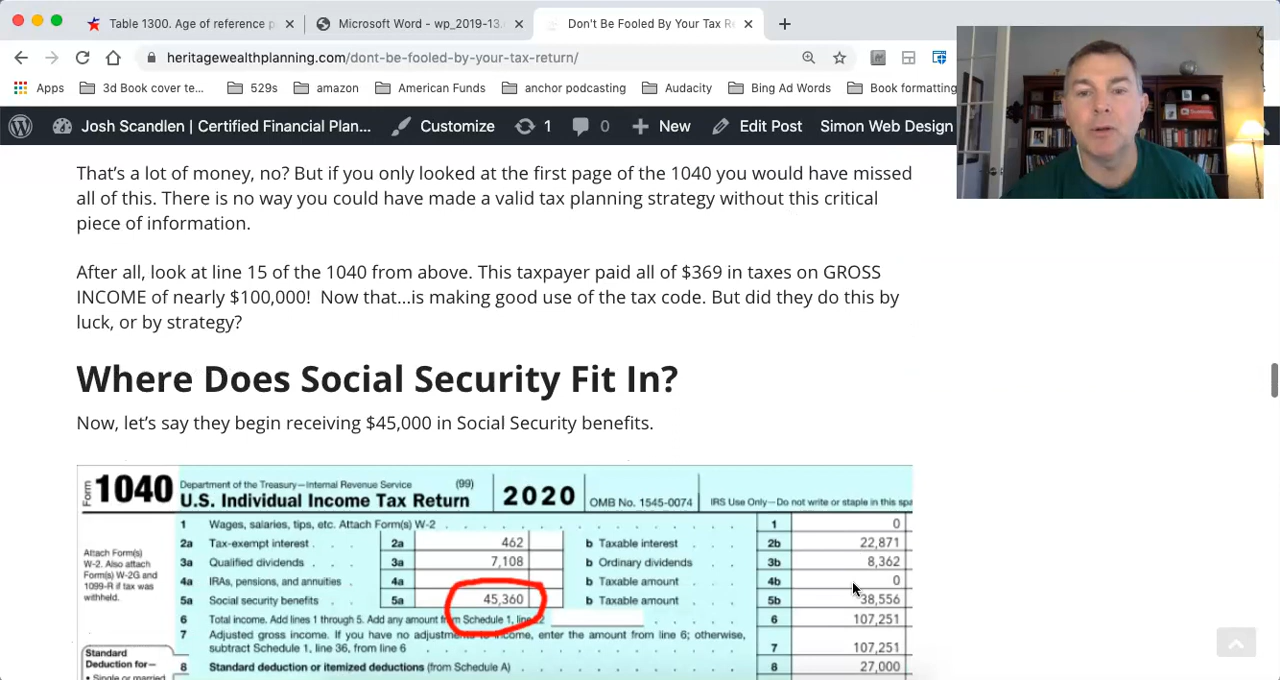 Table 1300. Age of reference p
Microsoft Word - wp_2019-13.
Don't Be Fooled By Your Tax Re
heritagewealthplanning.com/dont-be-fooled-by-your-tax-return/
Apps 3d Book cover te... 529s amazon American Funds anchor podcasting Audacity Bing Ad Words Book formatting
Josh Scandlen | Certified Financial Plan... Customize 1 0 New Edit Post Simon Web Design
That's a lot of money, no? But if you only looked at the first page of the 1040 you would have missed
all of this. There is no way you could have made a valid tax planning strategy without this critical
piece of information.
After all, look at line 15 of the 1040 from above. This taxpayer paid all of $369 in taxes on GROSS
INCOME of nearly $100,000! Now that...is making good use of the tax code. But did they do this by
luck, or by strategy?
Where Does Social Security Fit In?
Now, let's say they begin receiving $45,000 in Social Security benefits.
Form 1040 Department of the Treasury—Internal Revenue Service (99)
U.S. Individual Income Tax Return 2020 OMB No. 1545-0074 IRS Use Only—Do not write or staple in this spa
1 Wages, salaries, tips, etc. Attach Form(s) W-2 1 0
Attach Form(s)
W-2. Also attach
Form(s) W-2G and
1099-R if tax was
withheld.
2a Tax-exempt interest 2a 462 b Taxable interest 2b 22,871
3a Qualified dividends 3a 7,108 b Ordinary dividends 3b 8,362
4a IRAs, pensions, and annuities 4a b Taxable amount 4b 0
5a Social security benefits 5a 45,360 b Taxable amount 5b 38,556
6 Total income. Add lines 1 through 5. Add any amount from Schedule 1, line 22 6 107,251
7 Adjusted gross income. If you have no adjustments to income, enter the amount from line 6; otherwise,
subtract Schedule 1, line 36, from line 6 7 107,251
Standard
Deduction for—
• Single or married
8 Standard deduction or itemized deductions (from Schedule A) 8 27,000